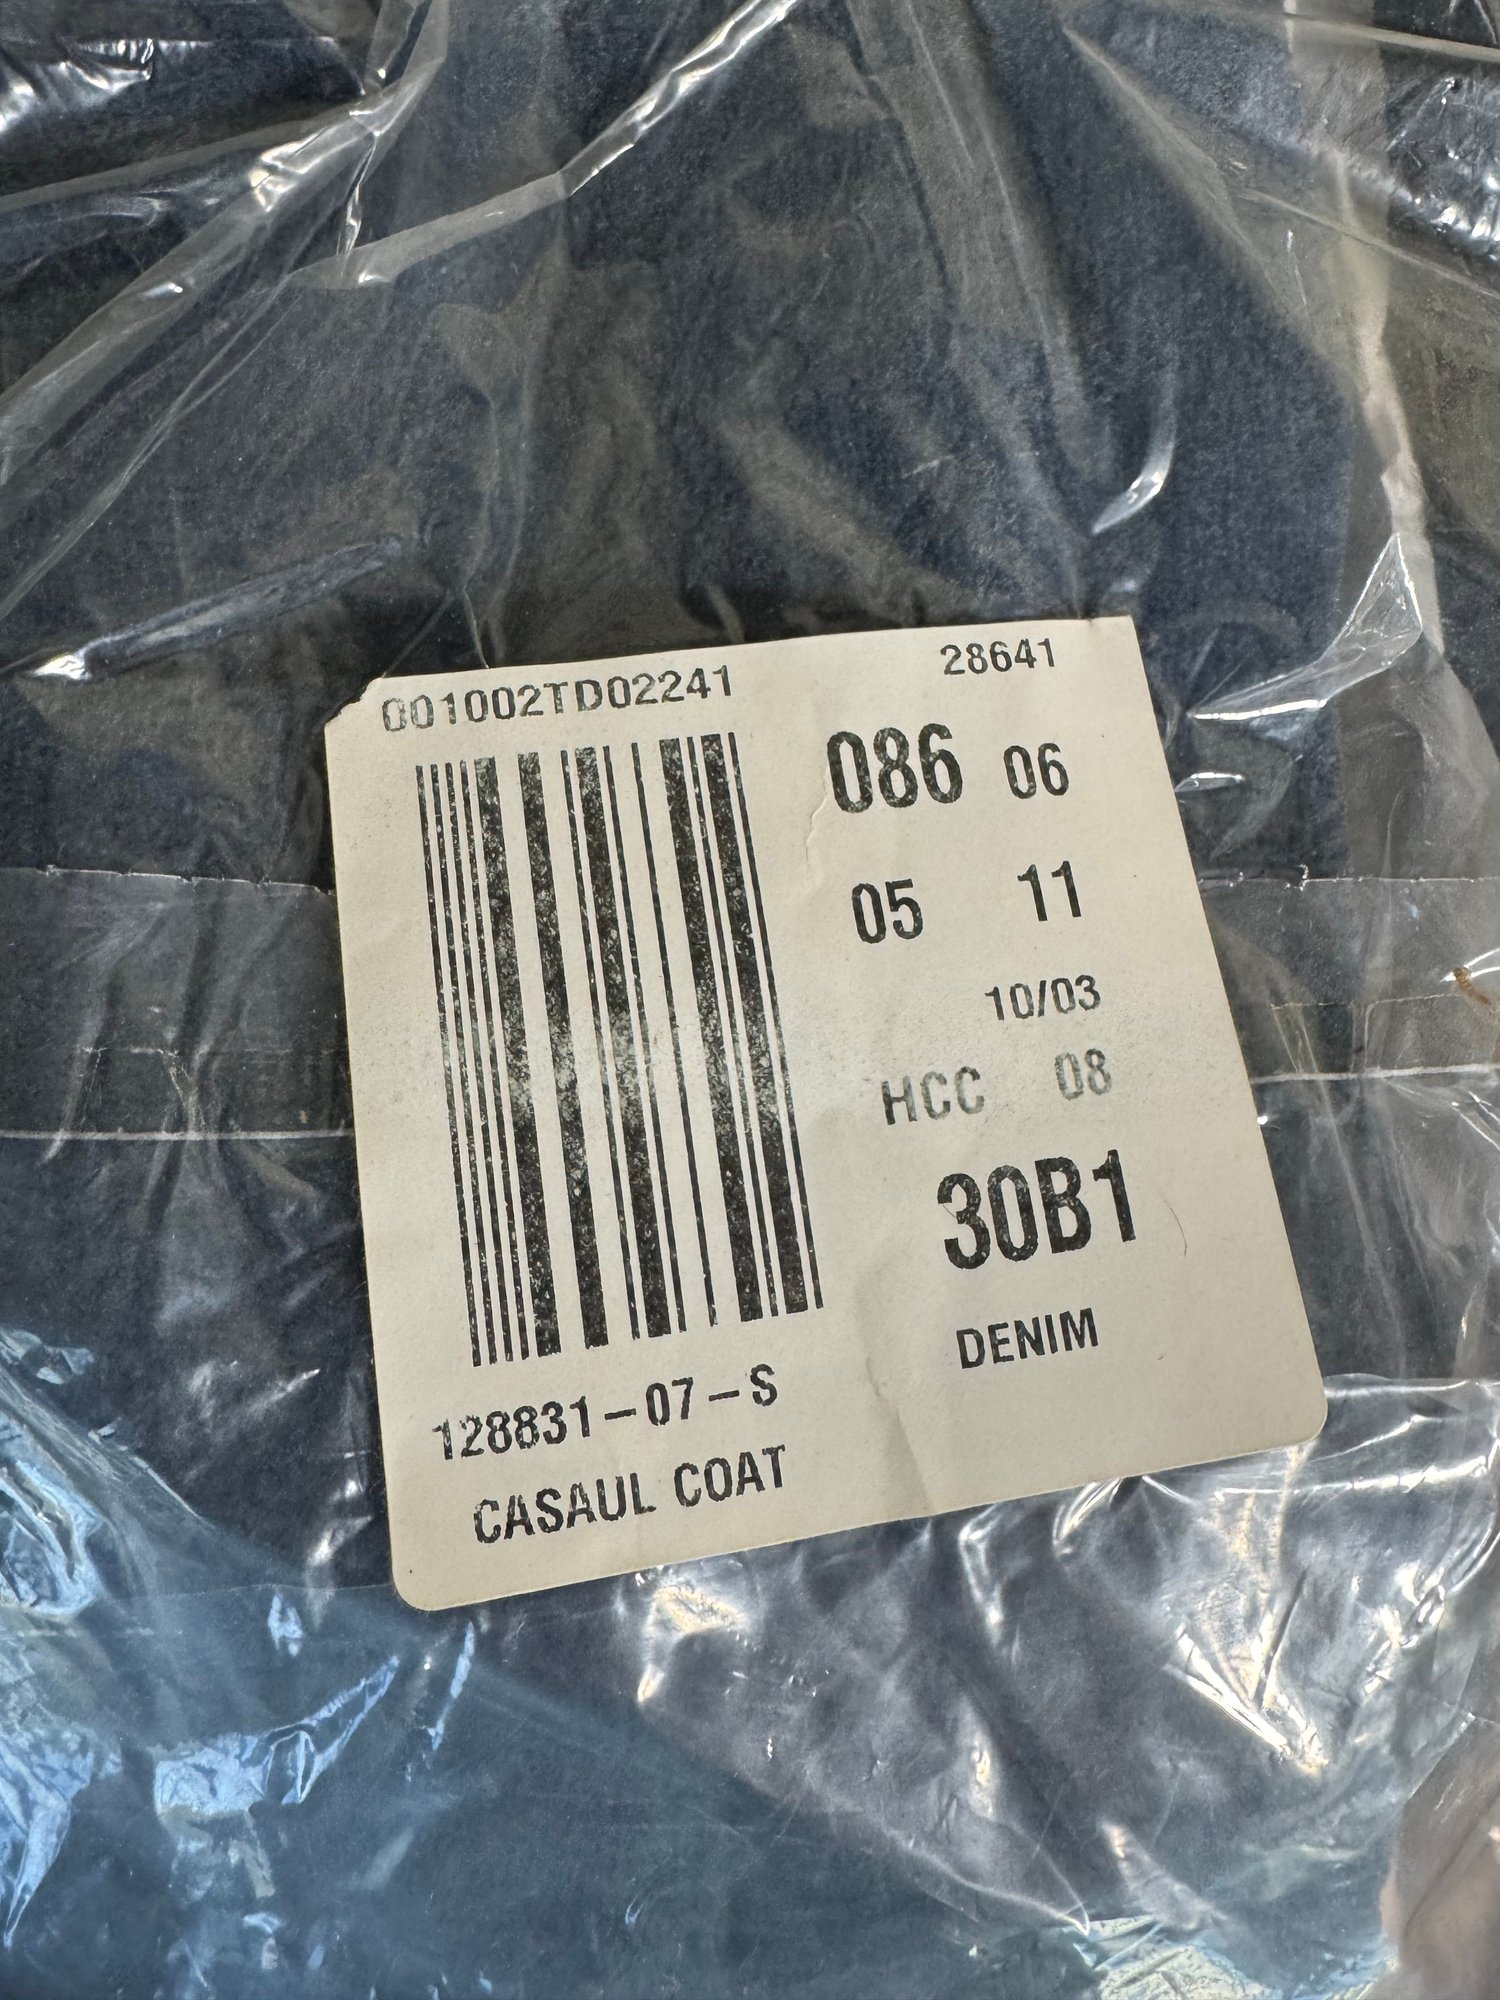 001002TD02241 28641
086 06
05 11
10/03
HCC 08
30B1
DENIM
128831-07-S
CASAUL COAT